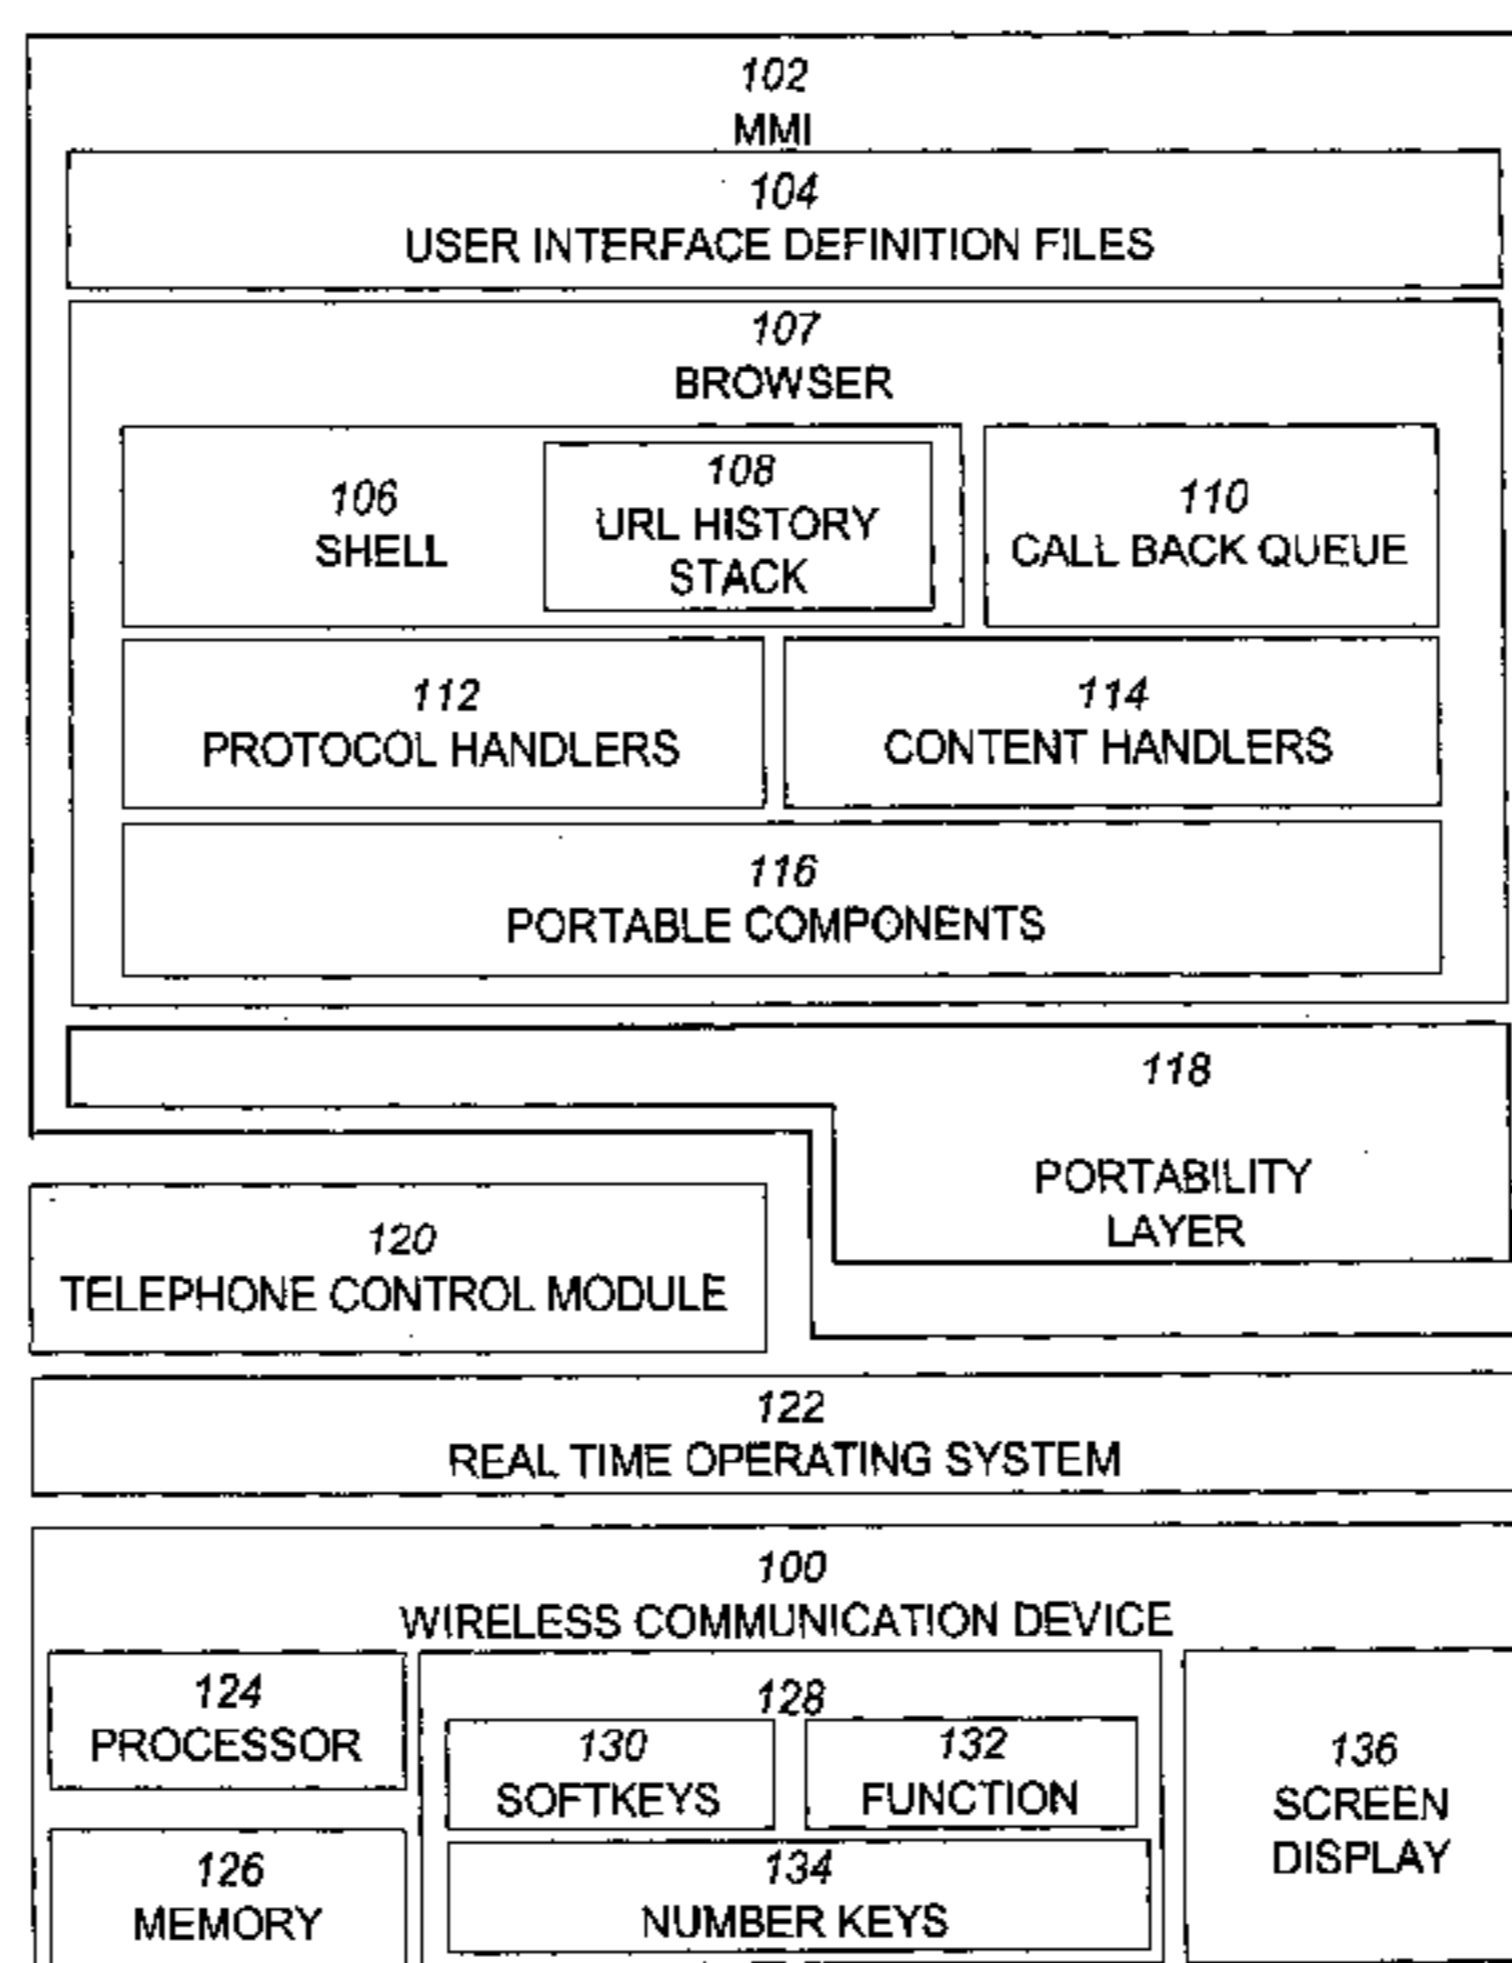 102
MMI
104
USER INTERFACE DEFINITION FILES
107
BROWSER
106
SHELL
108
URL HISTORY
STACK
110
CALL BACK QUEUE
112
PROTOCOL HANDLERS
114
CONTENT HANDLERS
116
PORTABLE COMPONENTS
118
PORTABILITY
LAYER
120
TELEPHONE CONTROL MODULE
122
REAL TIME OPERATING SYSTEM
100
WIRELESS COMMUNICATION DEVICE
124
PROCESSOR
126
MEMORY
128
130
SOFTKEYS
132
FUNCTION
134
NUMBER KEYS
136
SCREEN
DISPLAY